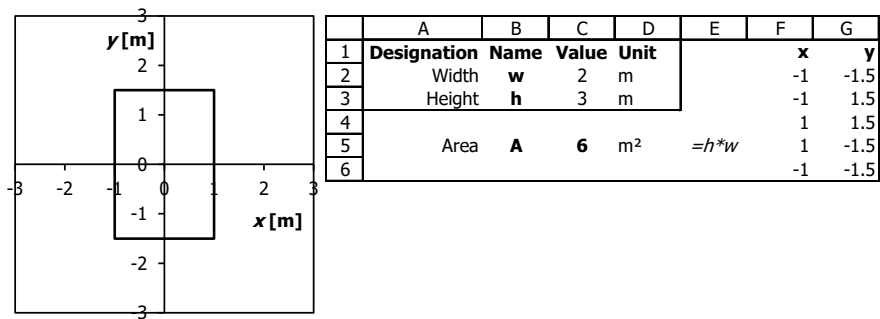 3
y [m]
2
1
0
-3 -2 -1 0 1 2 3
-1
x [m]
-2
-3
A B C D E F G
1 Designation Name Value Unit x y
2 Width w 2 m -1 -1.5
3 Height h 3 m -1 1.5
4 1 1.5
5 Area A 6 m² =h*w 1 -1.5
6 -1 -1.5